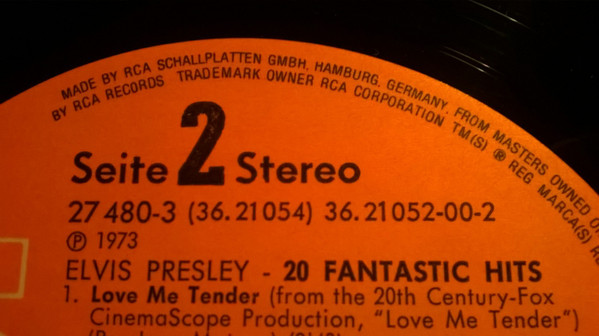 MADE BY RCA SCHALLPLATTEN GMBH, HAMBURG, GERMANY, FROM MASTERS OWNED
BY RCA RECORDS TRADEMARK OWNER RCA CORPORATION TM(S) ® REG MARCA(S)
Seite 2 Stereo
27 480-3 (36.21054) 36.21052-00-2
℗ 1973
ELVIS PRESLEY - 20 FANTASTIC HITS
1. Love Me Tender (from the 20th Century-Fox
CinemaScope Production, "Love Me Tender")